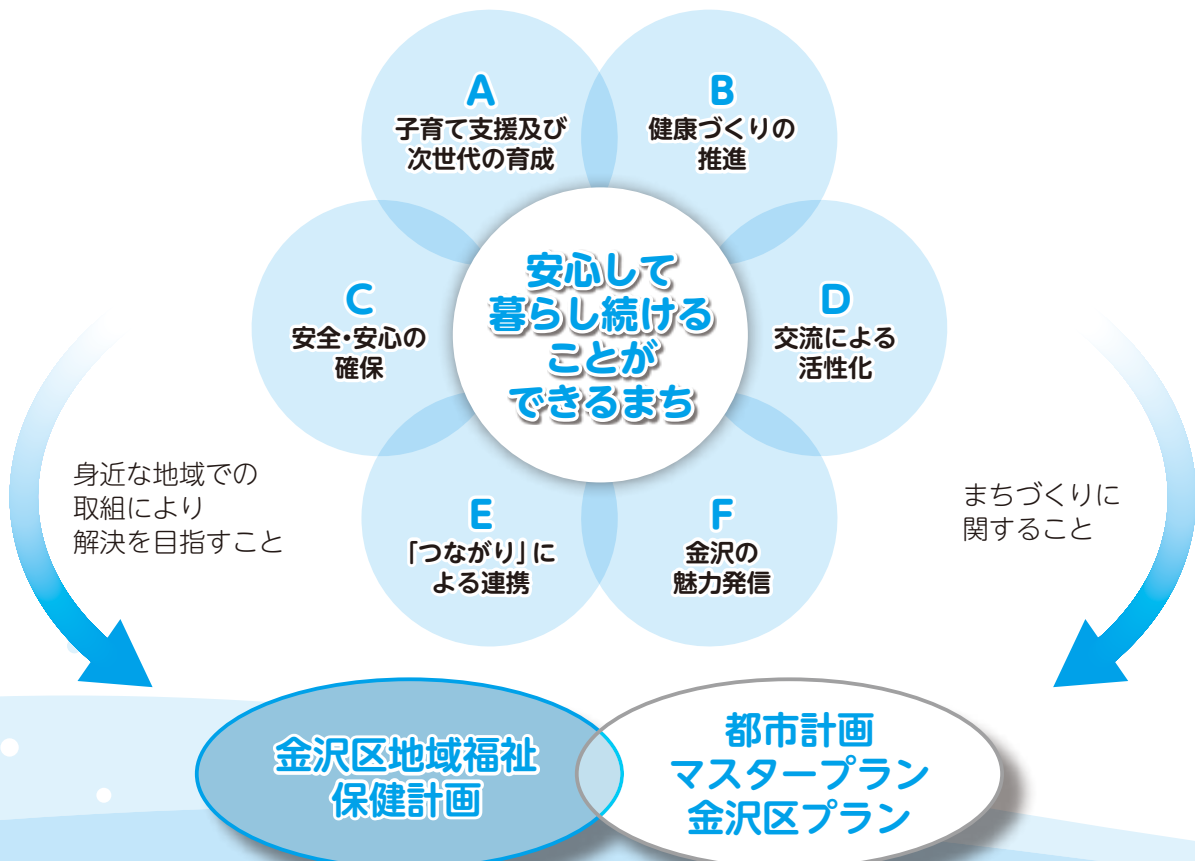 A
子育て支援及び
次世代の育成
B
健康づくりの
推進
C
安全・安心の
確保
安心して
暮らし続ける
ことが
できるまち
D
交流による
活性化
身近な地域での
取組により
解決を目指すこと
E
「つながり」に
よる連携
F
金沢の
魅力発信
まちづくりに
関すること
金沢区地域福祉
保健計画
都市計画
マスタープラン
金沢区プラン